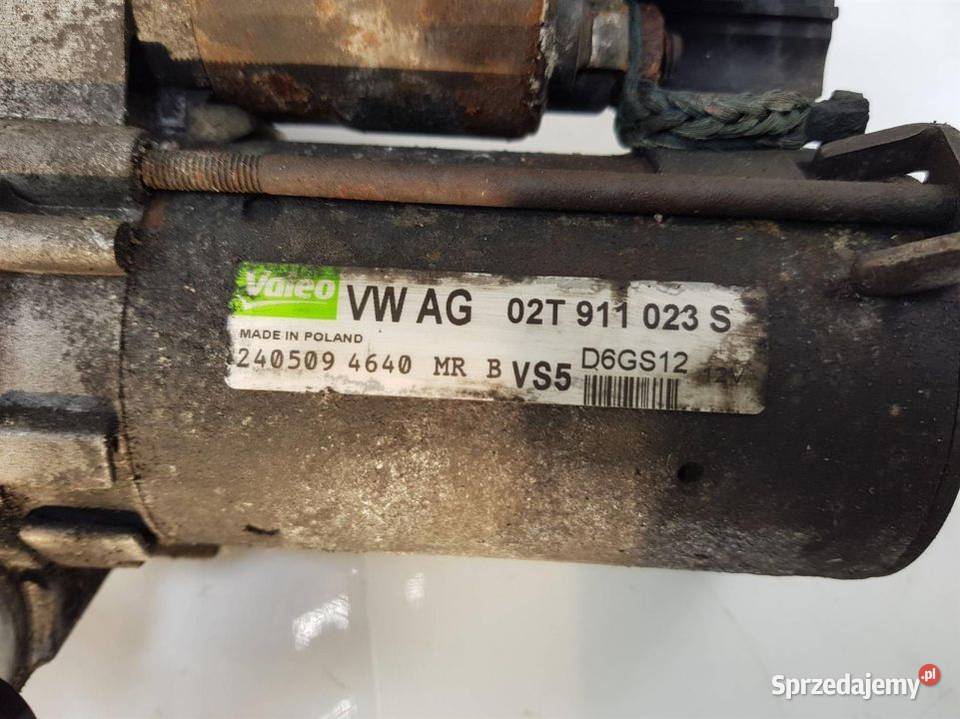 Valeo VW AG 02T 911 023 S
MADE IN POLAND
240509 4640 MR B VS5 D6GS12 12V
Sprzedajemy.pl